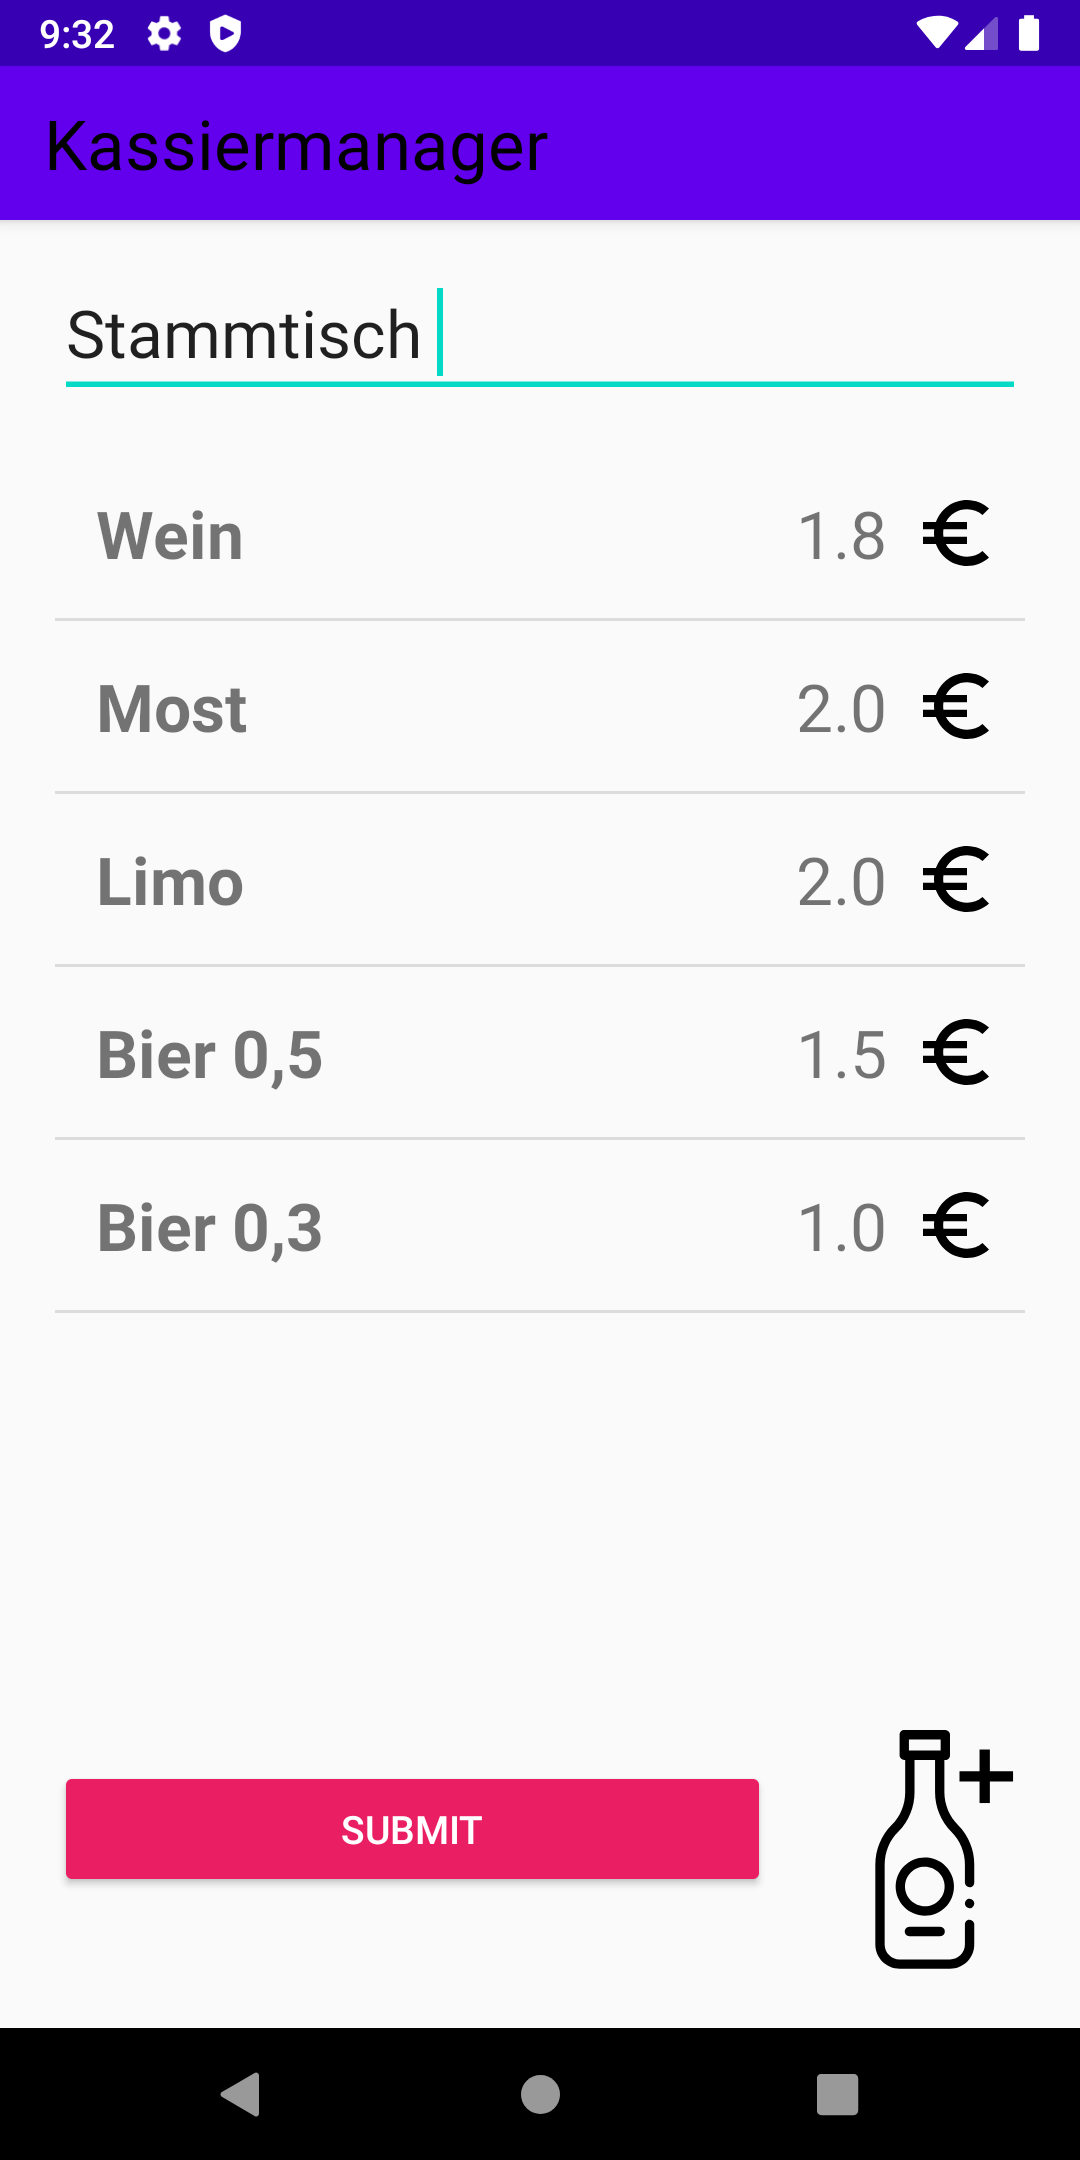 9:32
Kassiermanager
Stammtisch
Wein 1.8 €
Most 2.0 €
Limo 2.0 €
Bier 0,5 1.5 €
Bier 0,3 1.0 €
SUBMIT